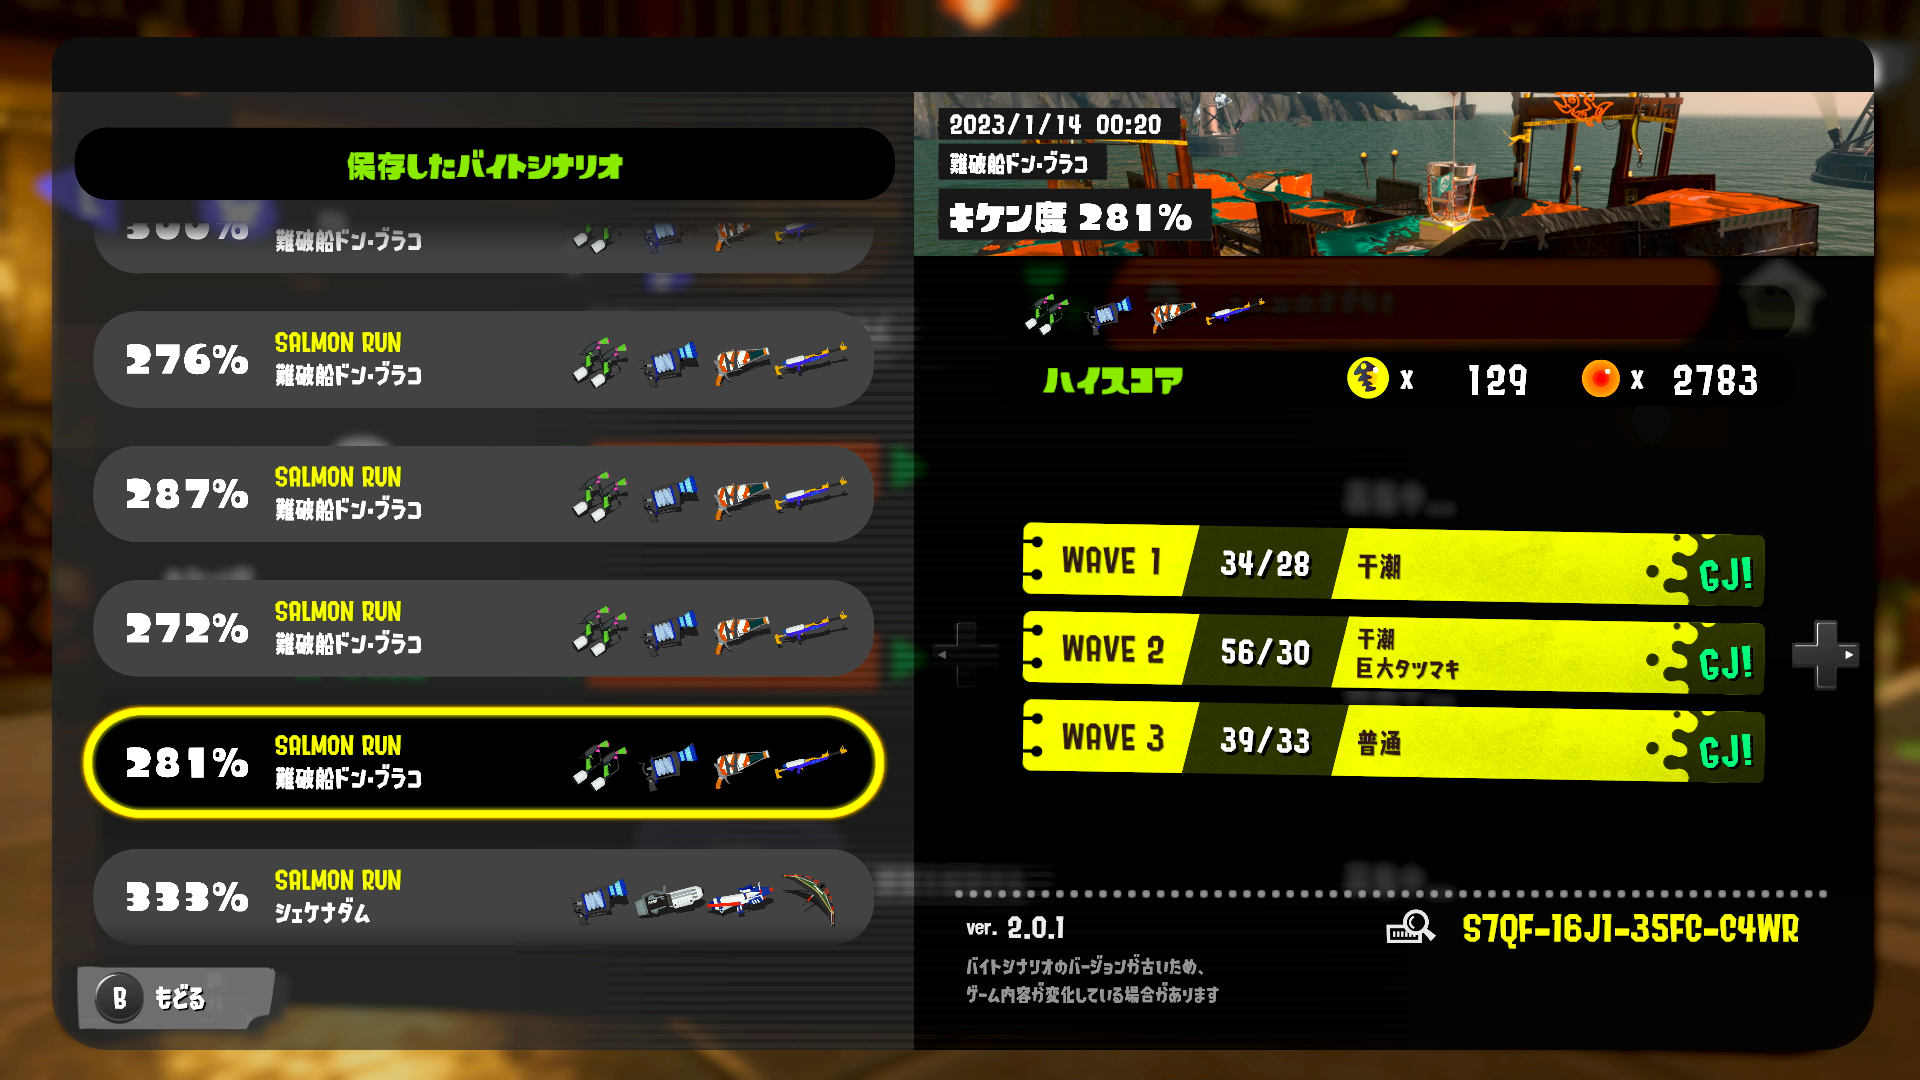 保存したバイトシナリオ
300%
難破船ドン・ブラコ
276%
SALMON RUN
難破船ドン・ブラコ
287%
SALMON RUN
難破船ドン・ブラコ
272%
SALMON RUN
難破船ドン・ブラコ
281%
SALMON RUN
難破船ドン・ブラコ
333%
SALMON RUN
シェケナダム
B もどる
2023/1/14 00:20
難破船ドン・ブラコ
キケン度 281%
ハイスコア x 129 x 2783
WAVE 1 34/28 干潮 GJ!
WAVE 2 56/30 干潮
巨大タツマキ GJ!
WAVE 3 39/33 普通 GJ!
ver. 2.0.1
S7QF-16J1-35FC-C4WR
バイトシナリオのバージョンが古いため、
ゲーム内容が変化している場合があります